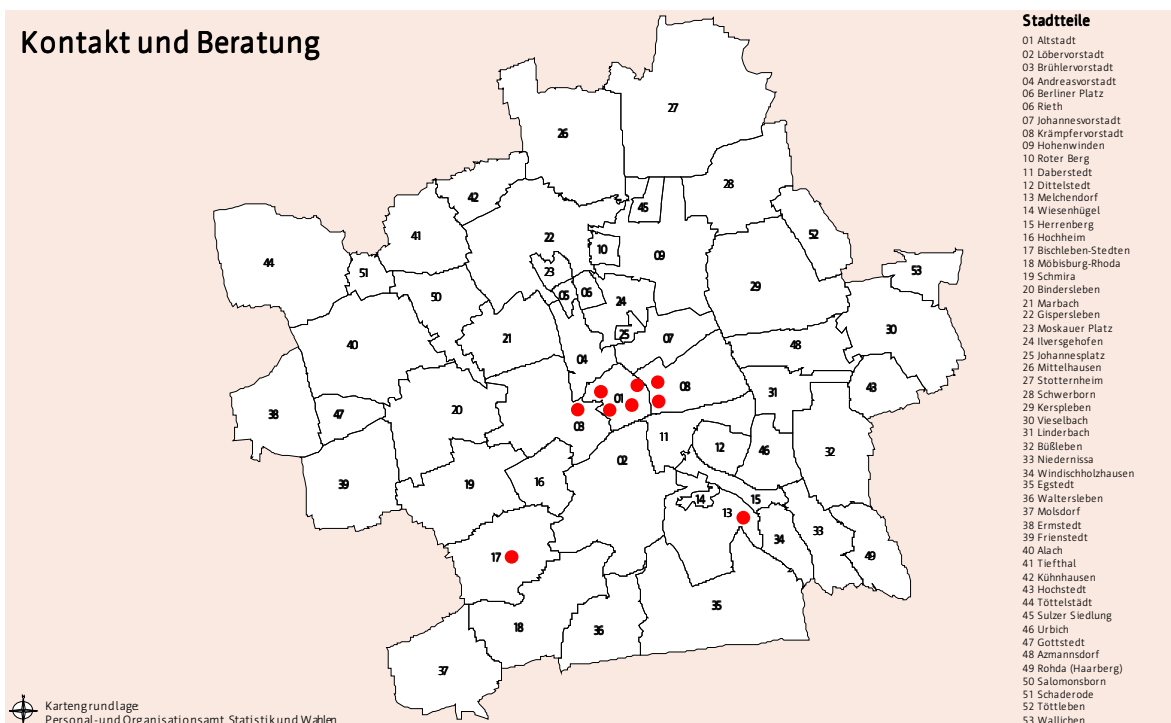 Kontakt und Beratung
Stadtteile
01 Altstadt
02 Löbervorstadt
03 Brühlervorstadt
04 Andreasvorstadt
06 Berliner Platz
06 Rieth
07 Johannesvorstadt
08 Krämpfervorstadt
09 Hohenwinden
10 Roter Berg
11 Daberstedt
12 Dittelstedt
13 Melchendorf
14 Wiesenhügel
15 Herrenberg
16 Hochheim
17 Bischleben-Stedten
18 Möbisburg-Rhoda
19 Schmira
20 Bindersleben
21 Marbach
22 Gispersleben
23 Moskauer Platz
24 Ilversgehofen
25 Johannesplatz
26 Mittelhausen
27 Stotternheim
28 Schwerborn
29 Kerspleben
30 Vieselbach
31 Linderbach
32 Büßleben
33 Niedernissa
34 Windischholzhausen
35 Egstedt
36 Waltersleben
37 Molsdorf
38 Ermstedt
39 Frienstedt
40 Alach
41 Tiefthal
42 Kühnhausen
43 Hochstedt
44 Töttelstädt
45 Sulzer Siedlung
46 Urbich
47 Gottstedt
48 Azmannsdorf
49 Rohda (Haarberg)
50 Salomonsborn
51 Schaderode
52 Töttleben
53 Wallichen
27
26
28
42
45
41
22
52
10
09
44
51
23
53
50
05
06
24
29
30
25
21
07
40
48
04
08
43
31
01
38
47
20
03
11
12
46
32
02
39
19
16
14
15
13
33
34
17
49
35
18
36
37
Kartengrundlage
Personal- und Organisationsamt, Statistik und Wahlen